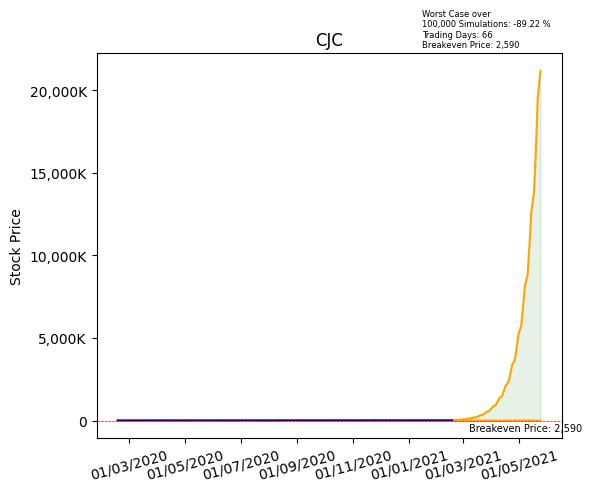 Worst Case over
100,000 Simulations: -89.22 %
Trading Days: 66
Breakeven Price: 2,590
CJC
Stock Price
20,000K
15,000K
10,000K
5,000K
0
Breakeven Price: 2,590
01/03/2020
01/05/2020
01/07/2020
01/09/2020
01/11/2020
01/01/2021
01/03/2021
01/05/2021